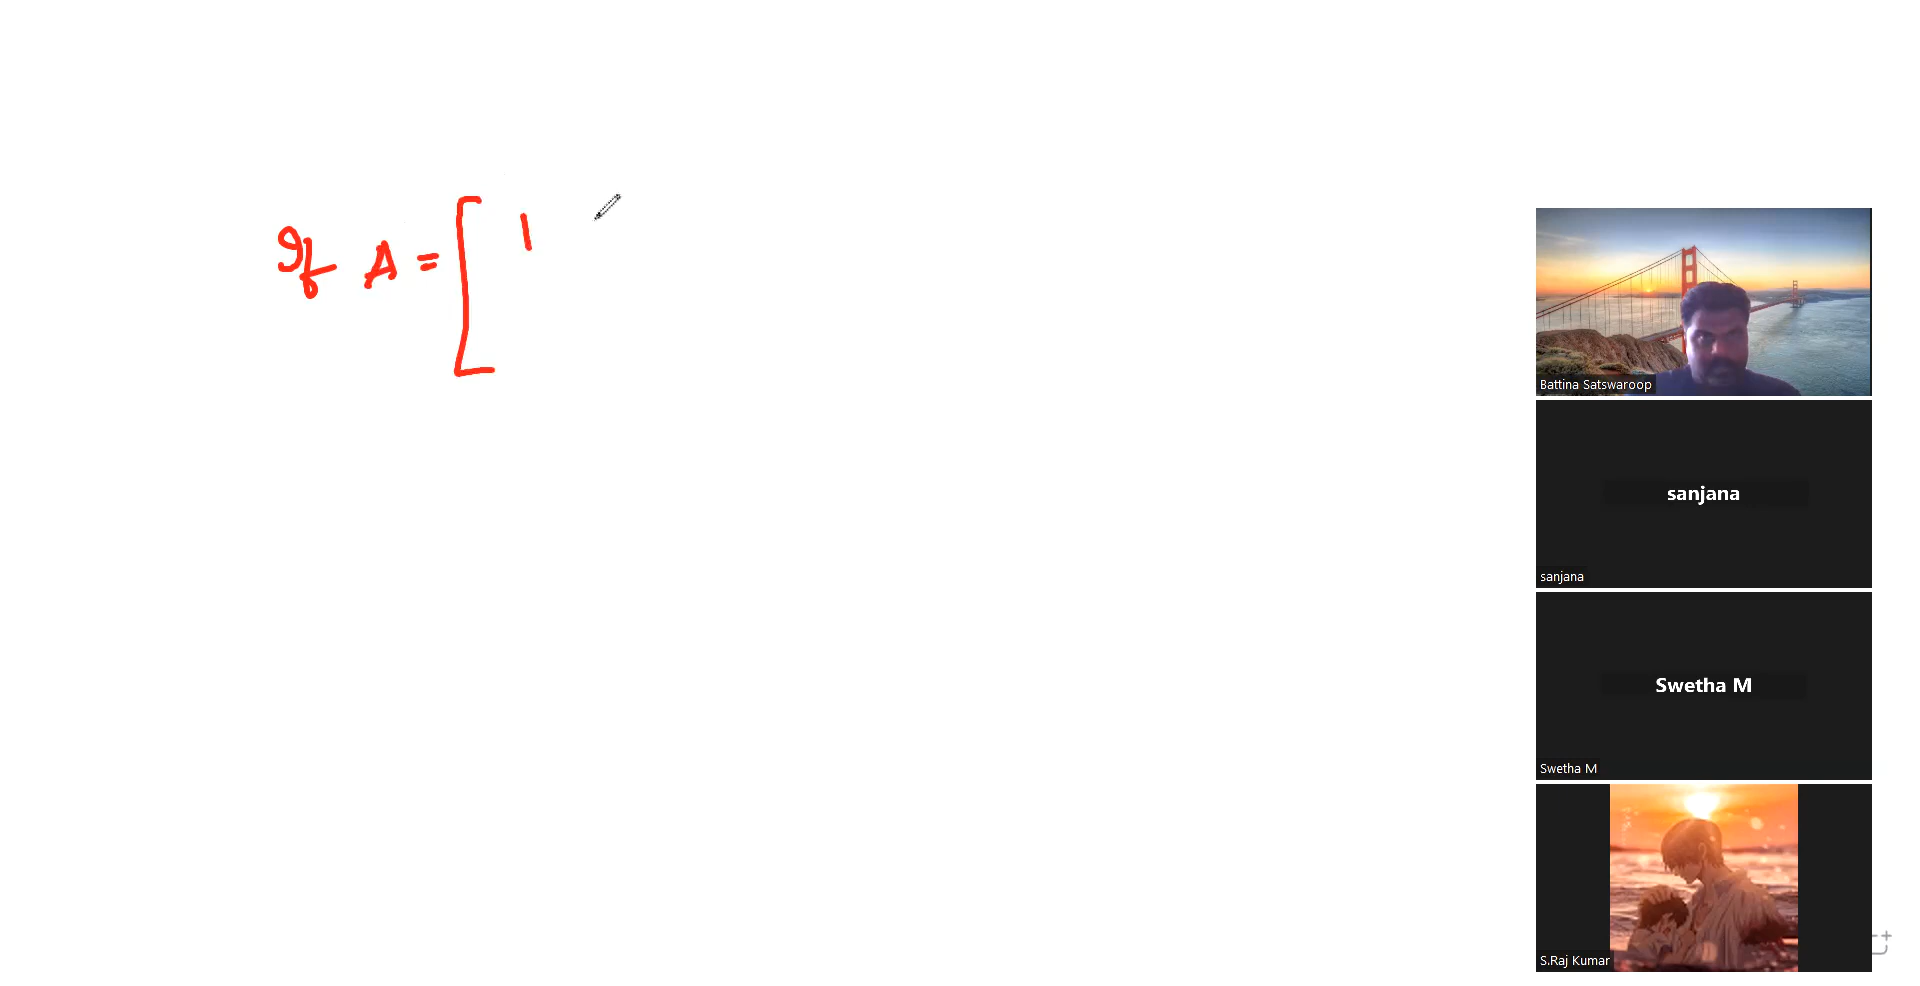 If A = [ 1
Battina Satswaroop
sanjana
sanjana
Swetha M
Swetha M
S.Raj Kumar